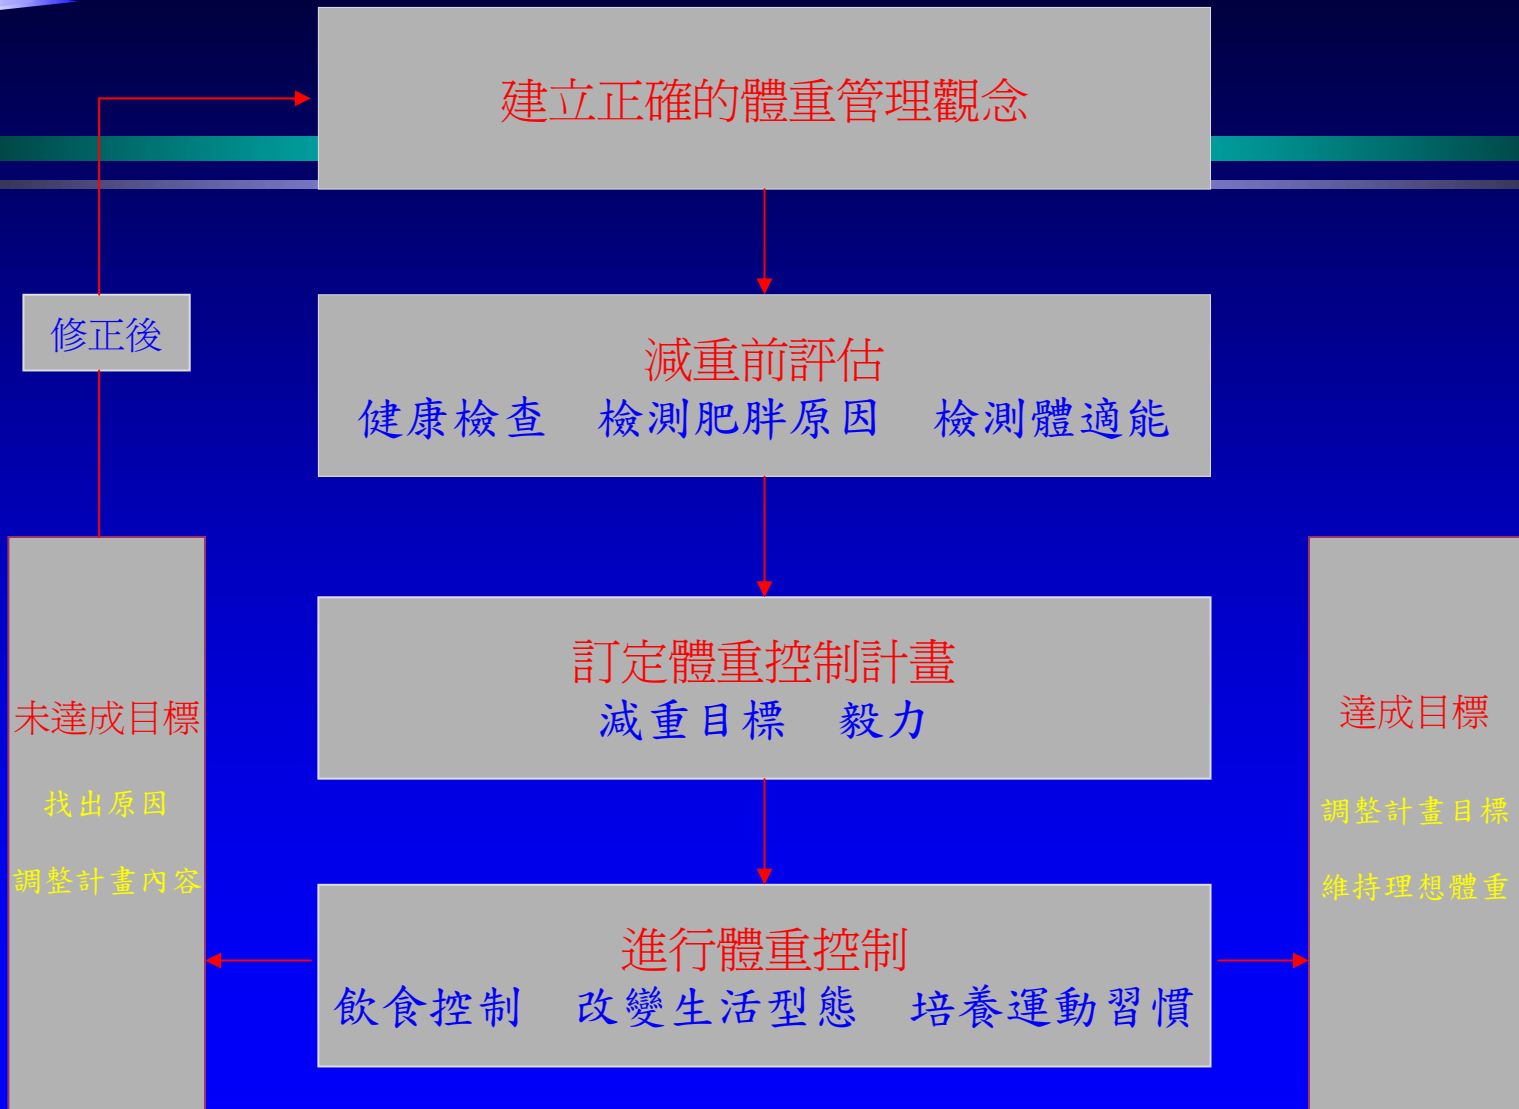 建立正確的體重管理觀念
修正後
減重前評估
健康檢查　檢測肥胖原因　檢測體適能
訂定體重控制計畫
減重目標　毅力
未達成目標
找出原因
調整計畫內容
達成目標
調整計畫目標
維持理想體重
進行體重控制
飲食控制　改變生活型態　培養運動習慣